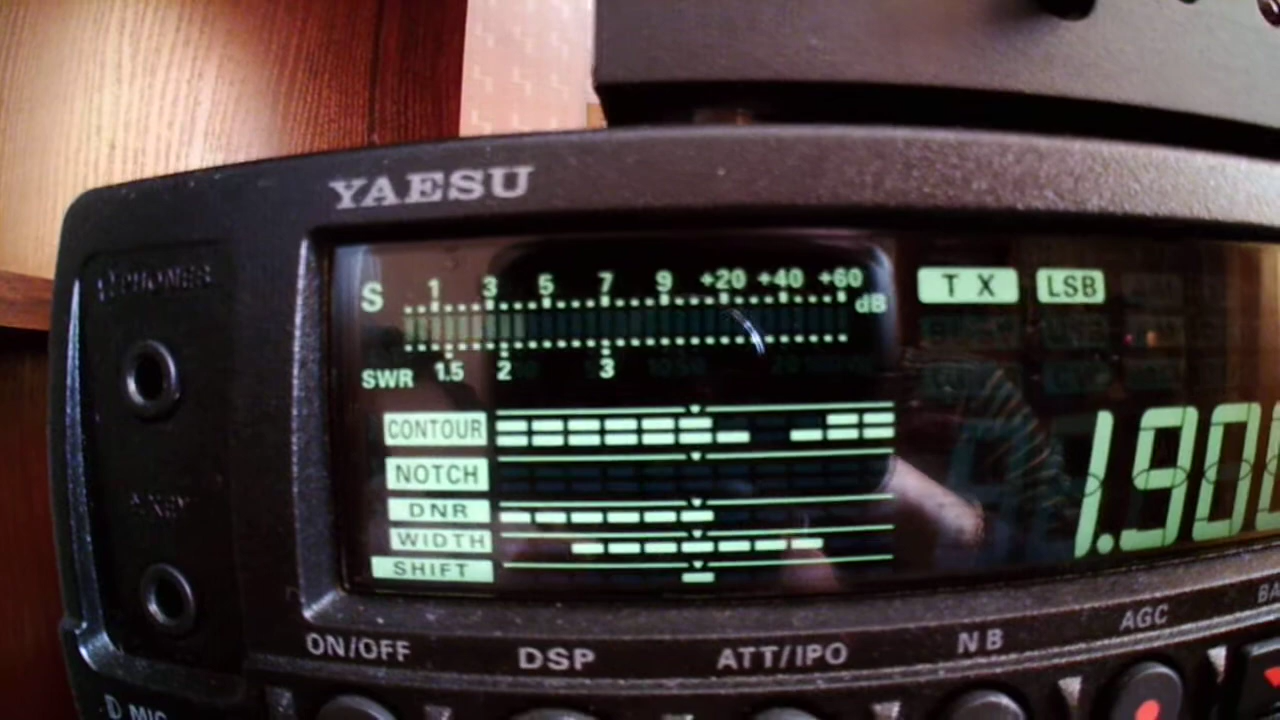 YAESU
PHONES
S 1 3 5 7 9 +20 +40 +60 dB
TX LSB
SWR 1.5 2 3
CONTOUR
1.90
NOTCH
DNR
WIDTH
SHIFT
ON/OFF DSP ATT/IPO NB AGC
MIC